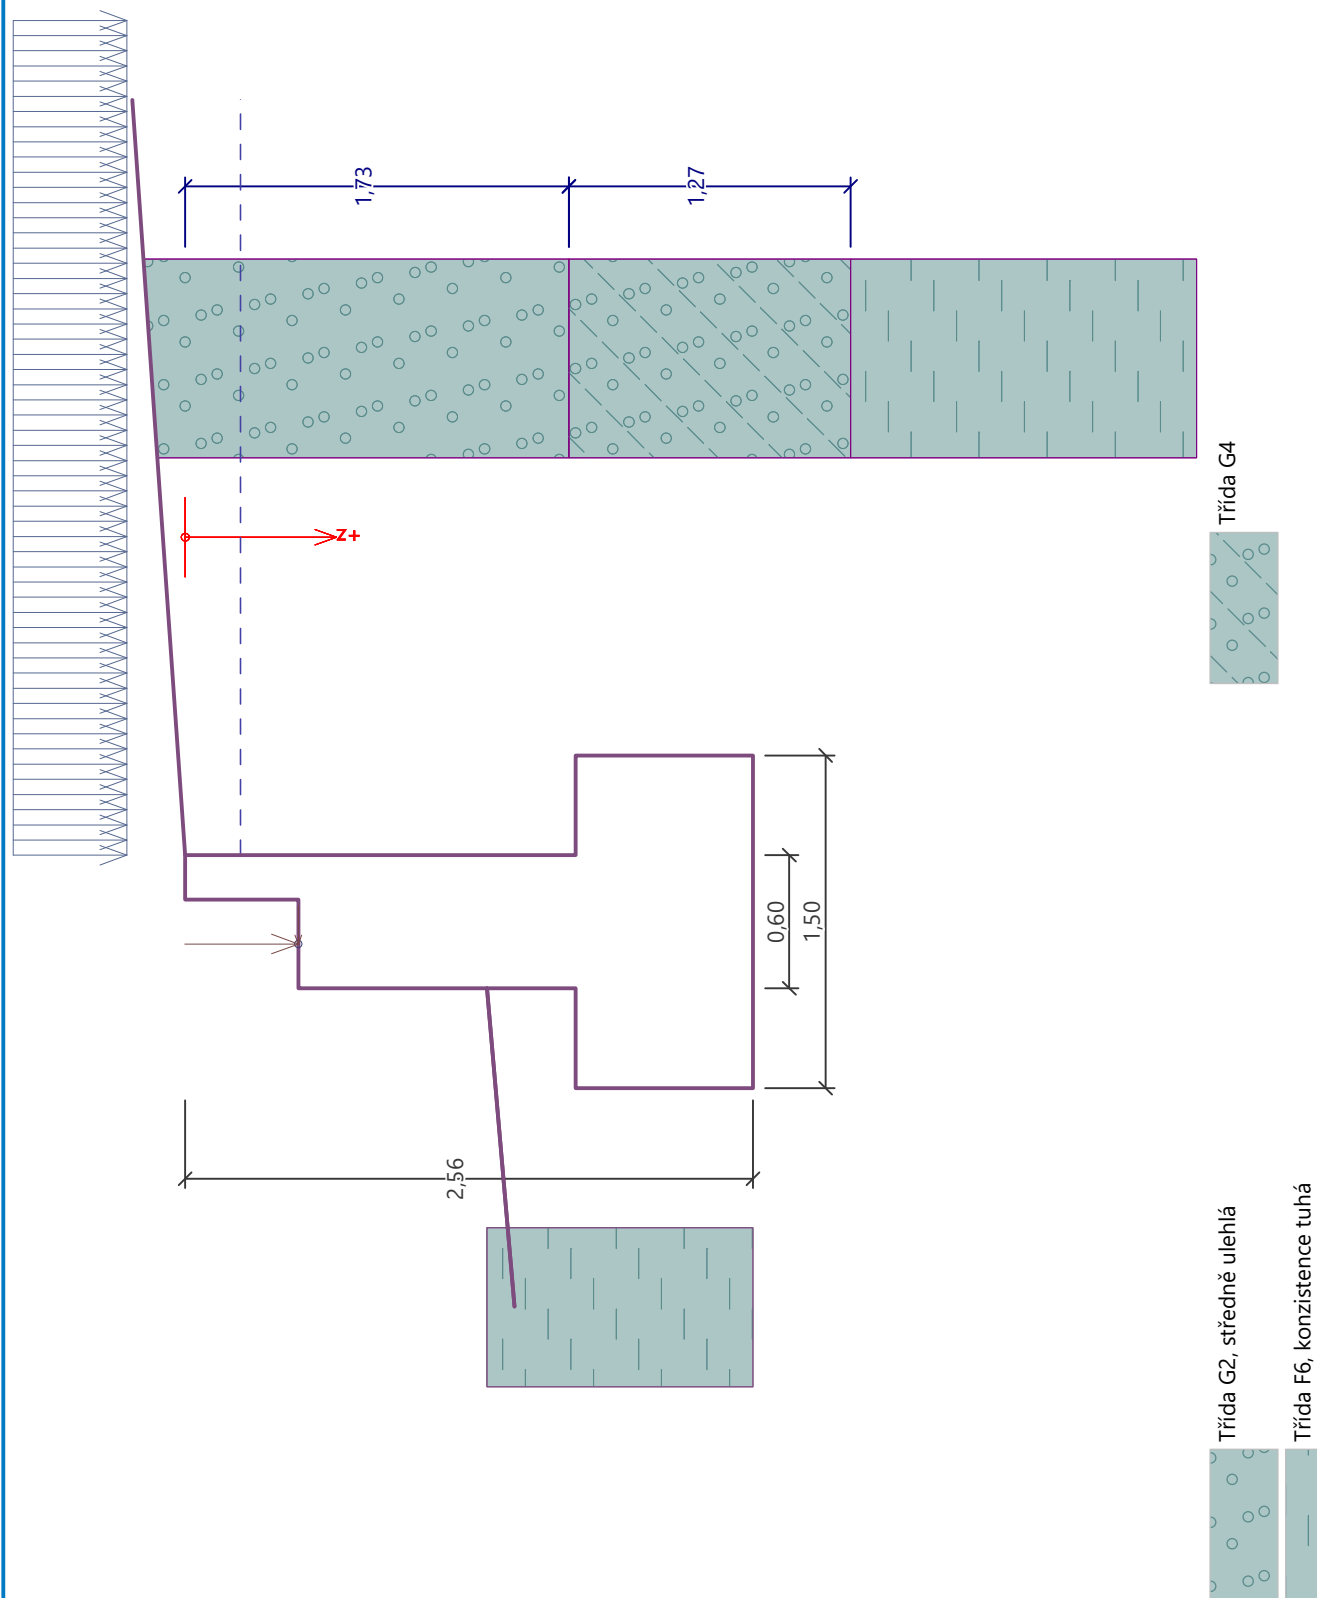 1,73
1,27
+z
0,60
1,50
2,56
Třída G2, středně ulehlá
Třída G4
Třída F6, konzistence tuhá